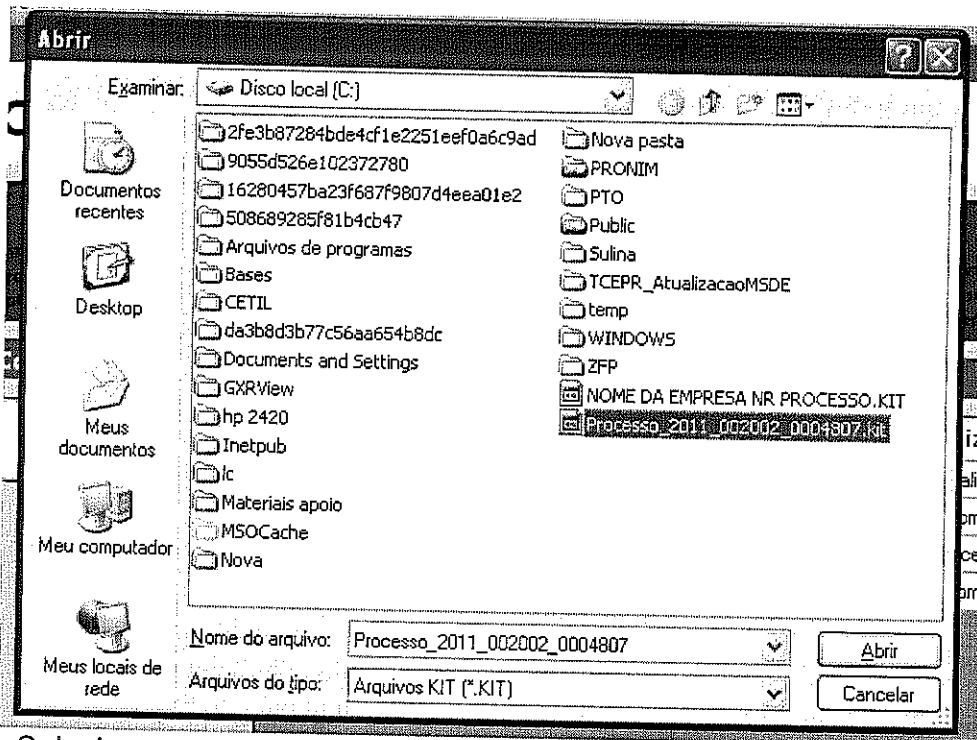 Abrir
Examinar:
Disco local (C:)
Documentos
recentes
Desktop
Meus
documentos
Meu computador
Meus locais de
rede
2fe3b87284bde4cf1e2251eef0a6c9ad
9055d526e102372780
16280457ba23f687f9807d4eea01e2
508689285f81b4cb47
Arquivos de programas
Bases
CETIL
da3b8d3b77c56aa654b8dc
Documents and Settings
GXRView
hp 2420
Inetpub
lc
Materiais apoio
MSOCache
Nova
Nova pasta
PRONIM
PTO
Public
Sulina
TCEPR_AtualizacaoMSDE
temp
WINDOWS
ZFP
NOME DA EMPRESA NR PROCESSO.KIT
Processo_2011_002002_0004807.kit
Nome do arquivo:
Processo_2011_002002_0004807
Abrir
Arquivos do tipo:
Arquivos KIT (*.KIT)
Cancelar